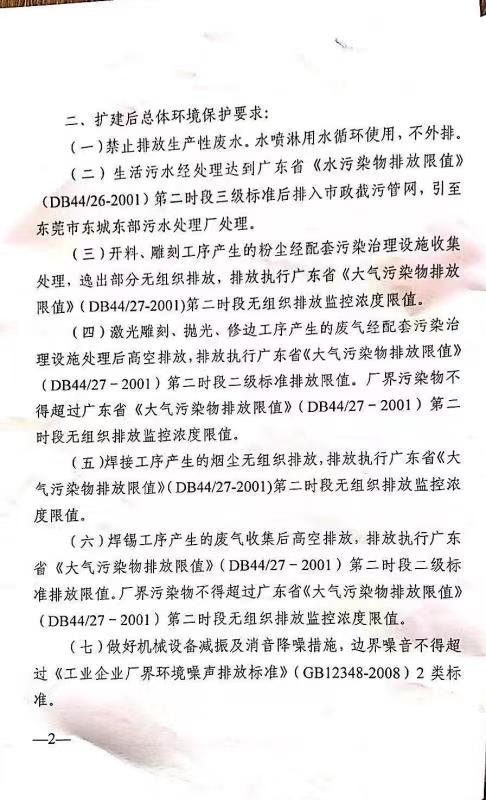 二、扩建后总体环境保护要求:
(一)禁止排放生产性废水。水喷淋用水循环使用,不外排。
(二)生活污水经处理达到广东省《水污染物排放限值》
(DB44/26-2001)第二时段三级标准后排入市政截污管网,引至
东莞市东城东部污水处理厂处理。
(三)开料、雕刻工序产生的粉尘经配套污染治理设施收集
处理,逸出部分无组织排放,排放执行广东省《大气污染物排放
限值》(DB44/27-2001)第二时段无组织排放监控浓度限值。
(四)激光雕刻、抛光、修边工序产生的废气经配套污染治
理设施处理后高空排放,排放执行广东省《大气污染物排放限值》
(DB44/27-2001)第二时段二级标准排放限值。厂界污染物不
得超过广东省《大气污染物排放限值》(DB44/27-2001)第二
时段无组织排放监控浓度限值。
(五)焊接工序产生的烟尘无组织排放,排放执行广东省《大
气污染物排放限值》(DB44/27-2001)第二时段无组织排放监控浓
度限值。
(六)焊锡工序产生的废气收集后高空排放,排放执行广东
省《大气污染物排放限值》(DB44/27-2001)第二时段二级标
准排放限值。厂界污染物不得超过广东省《大气污染物排放限值》
(DB44/27-2001)第二时段无组织排放监控浓度限值。
(七)做好机械设备减振及消音降噪措施,边界噪音不得超
过《工业企业厂界环境噪声排放标准》(GB12348-2008)2类标
准。
—2—